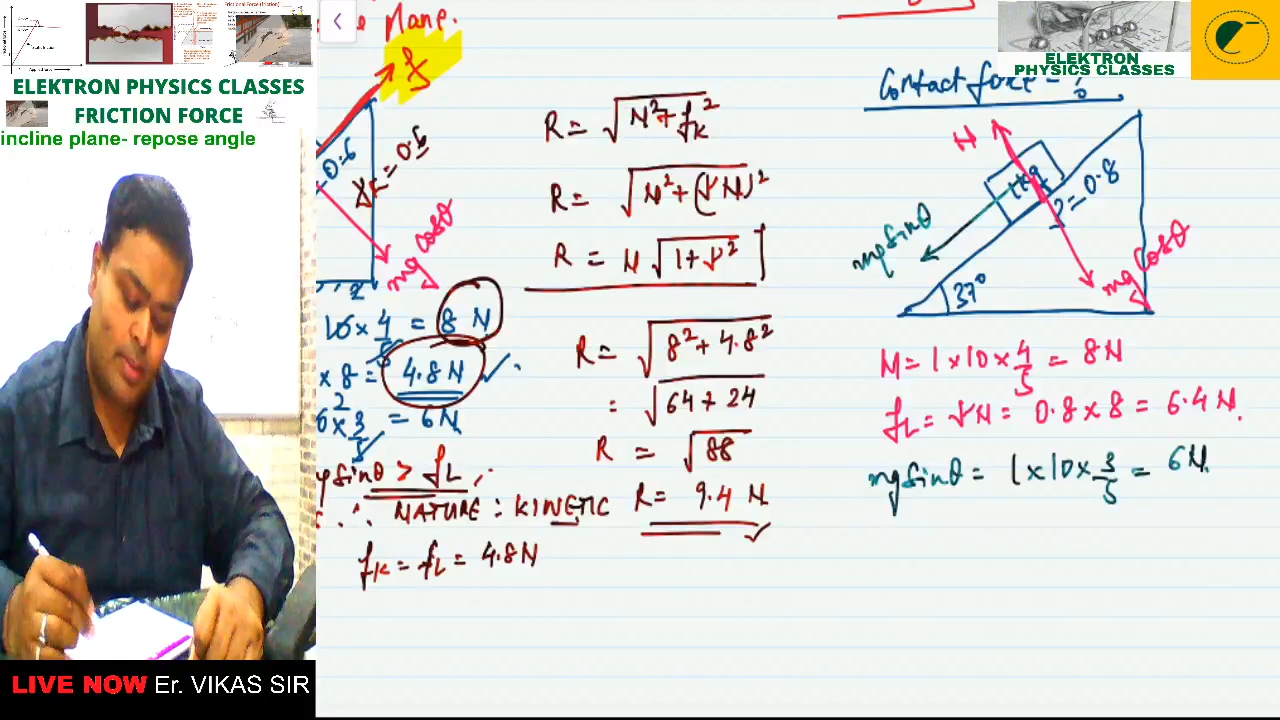 ELEKTRON PHYSICS CLASSES
FRICTION FORCE
incline plane- repose angle
Frictional Force (friction)
ELEKTRON
PHYSICS CLASSES
Plane.
f
0.6
mg cosθ
10 × 4/5 = 8 N
× 8 = 4.8 N ✓
× 3/5 = 6 N
mg sinθ > fL
∴ NATURE : KINETIC
fK = fL = 4.8 N
R = √(N² + fK²)
R = √(N² + (μN)²)
R = N √(1 + μ²)
R = √(8² + 4.8²)
= √(64 + 24)
R = √88
R = 9.4 N
Contact force = ?
N
1kg
μ = 0.8
mg sinθ
mg cosθ
37°
N = 1 × 10 × 4/5 = 8 N
fL = μN = 0.8 × 8 = 6.4 N.
mg sinθ = 1 × 10 × 3/5 = 6 N.
LIVE NOW Er. VIKAS SIR